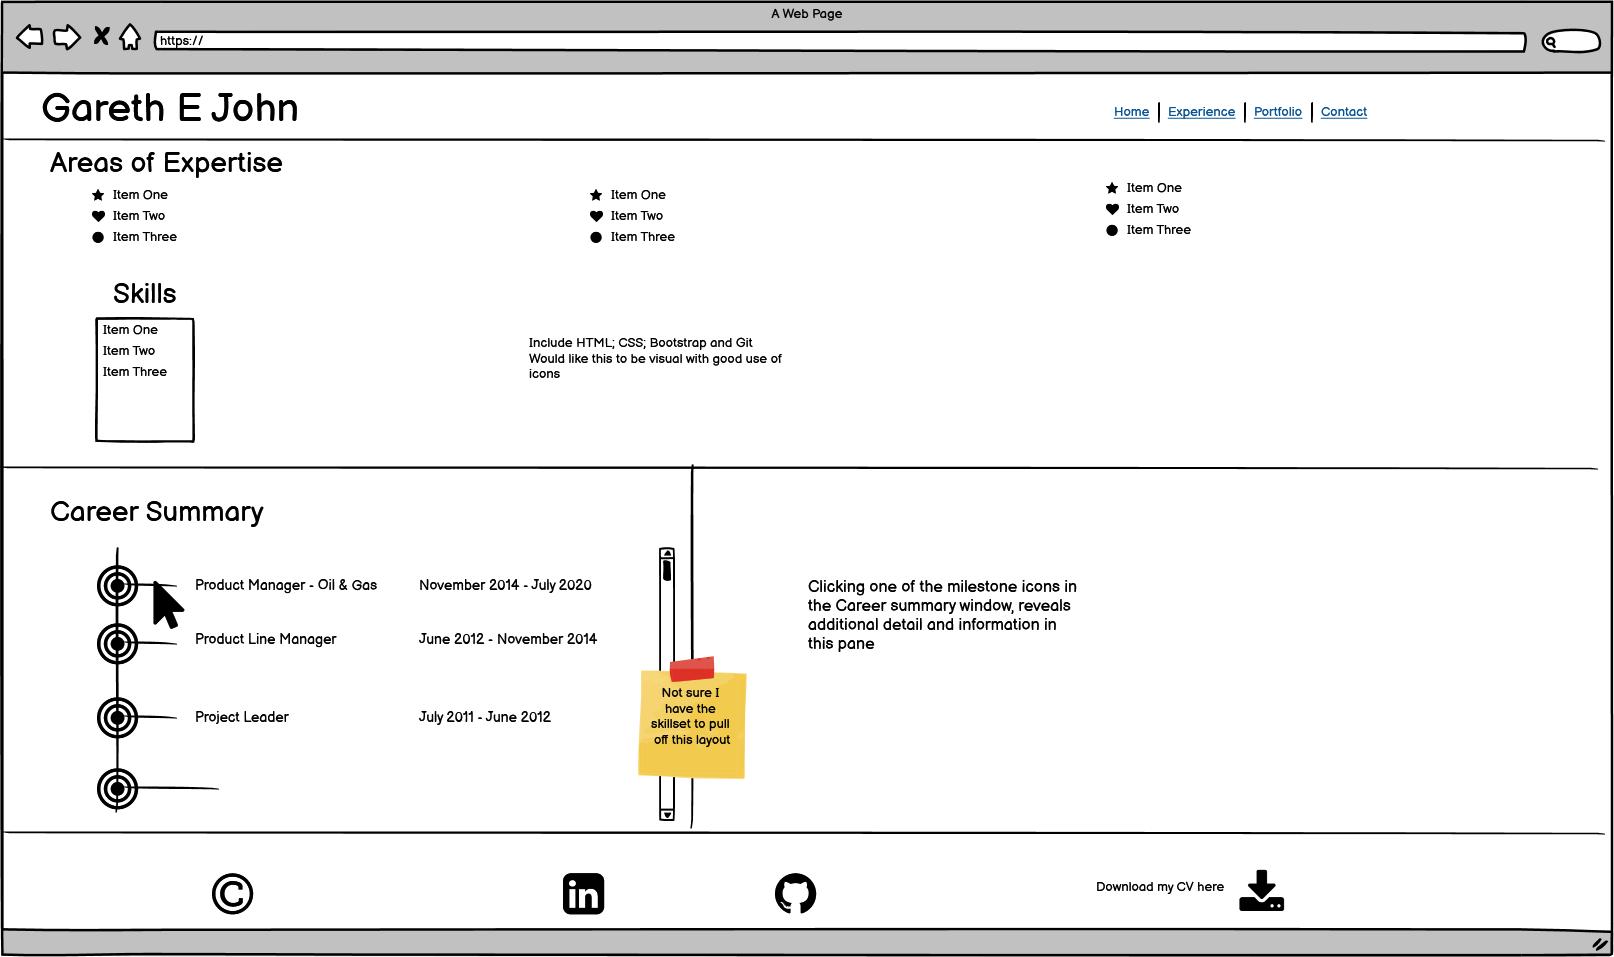 A Web Page
https://
Gareth E John
Home
Experience
Portfolio
Contact
Areas of Expertise
Item One
Item Two
Item Three
Item One
Item Two
Item Three
Item One
Item Two
Item Three
Skills
Item One
Item Two
Item Three
Include HTML; CSS; Bootstrap and Git
Would like this to be visual with good use of
icons
Career Summary
Product Manager - Oil & Gas
November 2014 - July 2020
Product Line Manager
June 2012 - November 2014
Project Leader
July 2011 - June 2012
Not sure I
have the
skillset to pull
off this layout
Clicking one of the milestone icons in
the Career summary window, reveals
additional detail and information in
this pane
©
in
Download my CV here